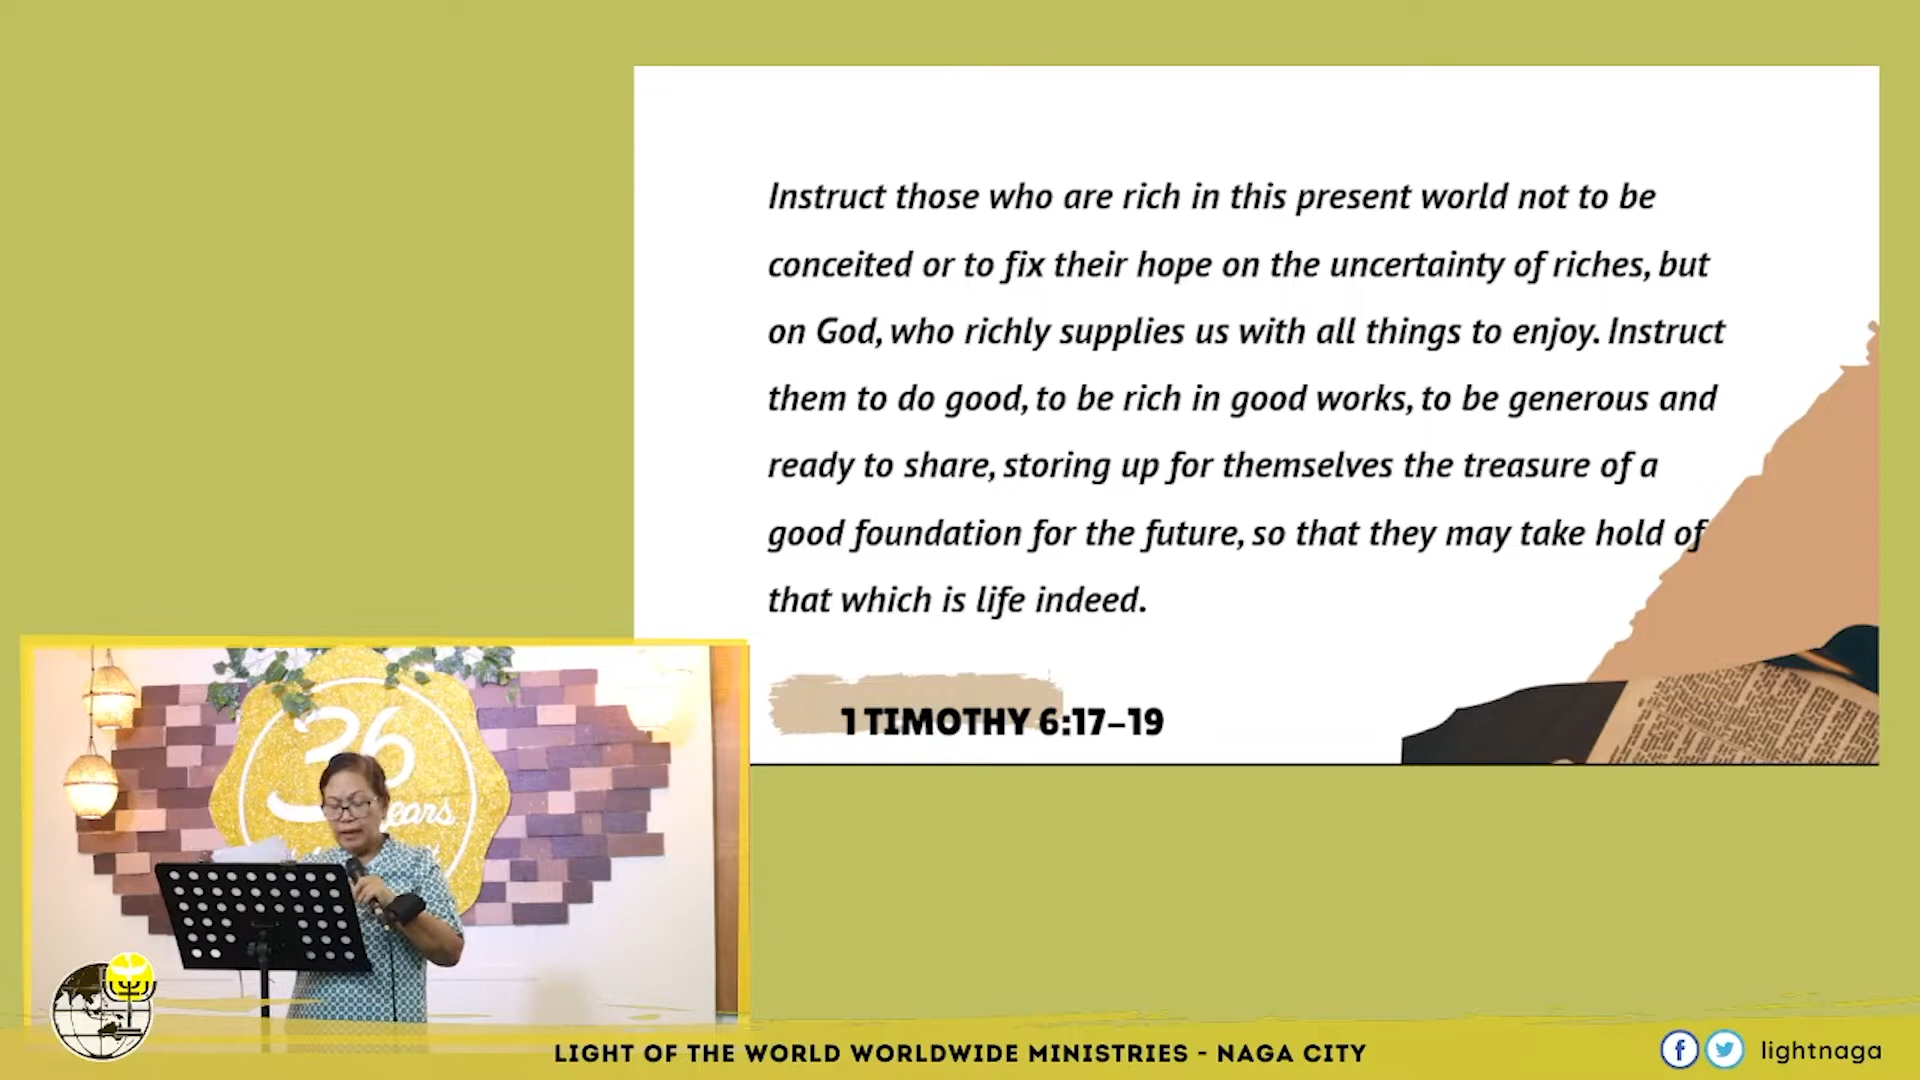 Instruct those who are rich in this present world not to be
conceited or to fix their hope on the uncertainty of riches, but
on God, who richly supplies us with all things to enjoy. Instruct
them to do good, to be rich in good works, to be generous and
ready to share, storing up for themselves the treasure of a
good foundation for the future, so that they may take hold of
that which is life indeed.
1 TIMOTHY 6:17–19
36
ears
LIGHT OF THE WORLD WORLDWIDE MINISTRIES - NAGA CITY
lightnaga